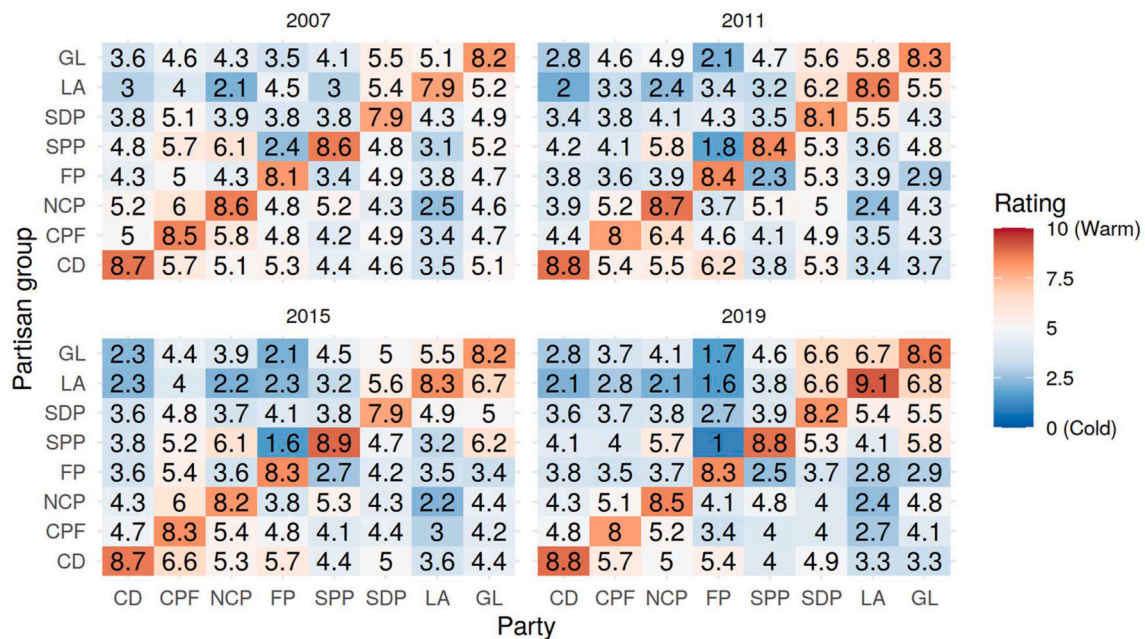 2007 2011
GL 3.6 4.6 4.3 3.5 4.1 5.5 5.1 8.2 2.8 4.6 4.9 2.1 4.7 5.6 5.8 8.3
LA 3 4 2.1 4.5 3 5.4 7.9 5.2 2 3.3 2.4 3.4 3.2 6.2 8.6 5.5
SDP 3.8 5.1 3.9 3.8 3.8 7.9 4.3 4.9 3.4 3.8 4.1 4.3 3.5 8.1 5.5 4.3
SPP 4.8 5.7 6.1 2.4 8.6 4.8 3.1 5.2 4.2 4.1 5.8 1.8 8.4 5.3 3.6 4.8
FP 4.3 5 4.3 8.1 3.4 4.9 3.8 4.7 3.8 3.6 3.9 8.4 2.3 5.3 3.9 2.9
NCP 5.2 6 8.6 4.8 5.2 4.3 2.5 4.6 3.9 5.2 8.7 3.7 5.1 5 2.4 4.3
CPF 5 8.5 5.8 4.8 4.2 4.9 3.4 4.7 4.4 8 6.4 4.6 4.1 4.9 3.5 4.3
CD 8.7 5.7 5.1 5.3 4.4 4.6 3.5 5.1 8.8 5.4 5.5 6.2 3.8 5.3 3.4 3.7
2015 2019
GL 2.3 4.4 3.9 2.1 4.5 5 5.5 8.2 2.8 3.7 4.1 1.7 4.6 6.6 6.7 8.6
LA 2.3 4 2.2 2.3 3.2 5.6 8.3 6.7 2.1 2.8 2.1 1.6 3.8 6.6 9.1 6.8
SDP 3.6 4.8 3.7 4.1 3.8 7.9 4.9 5 3.6 3.7 3.8 2.7 3.9 8.2 5.4 5.5
SPP 3.8 5.2 6.1 1.6 8.9 4.7 3.2 6.2 4.1 4 5.7 1 8.8 5.3 4.1 5.8
FP 3.6 5.4 3.6 8.3 2.7 4.2 3.5 3.4 3.8 3.5 3.7 8.3 2.5 3.7 2.8 2.9
NCP 4.3 6 8.2 3.8 5.3 4.3 2.2 4.4 4.3 5.1 8.5 4.1 4.8 4 2.4 4.8
CPF 4.7 8.3 5.4 4.8 4.1 4.4 3 4.2 4.8 8 5.2 3.4 4 4 2.7 4.1
CD 8.7 6.6 5.3 5.7 4.4 5 3.6 4.4 8.8 5.7 5 5.4 4 4.9 3.3 3.3
CD CPF NCP FP SPP SDP LA GL CD CPF NCP FP SPP SDP LA GL
Party
Partisan group
Rating
10 (Warm)
7.5
5
2.5
0 (Cold)